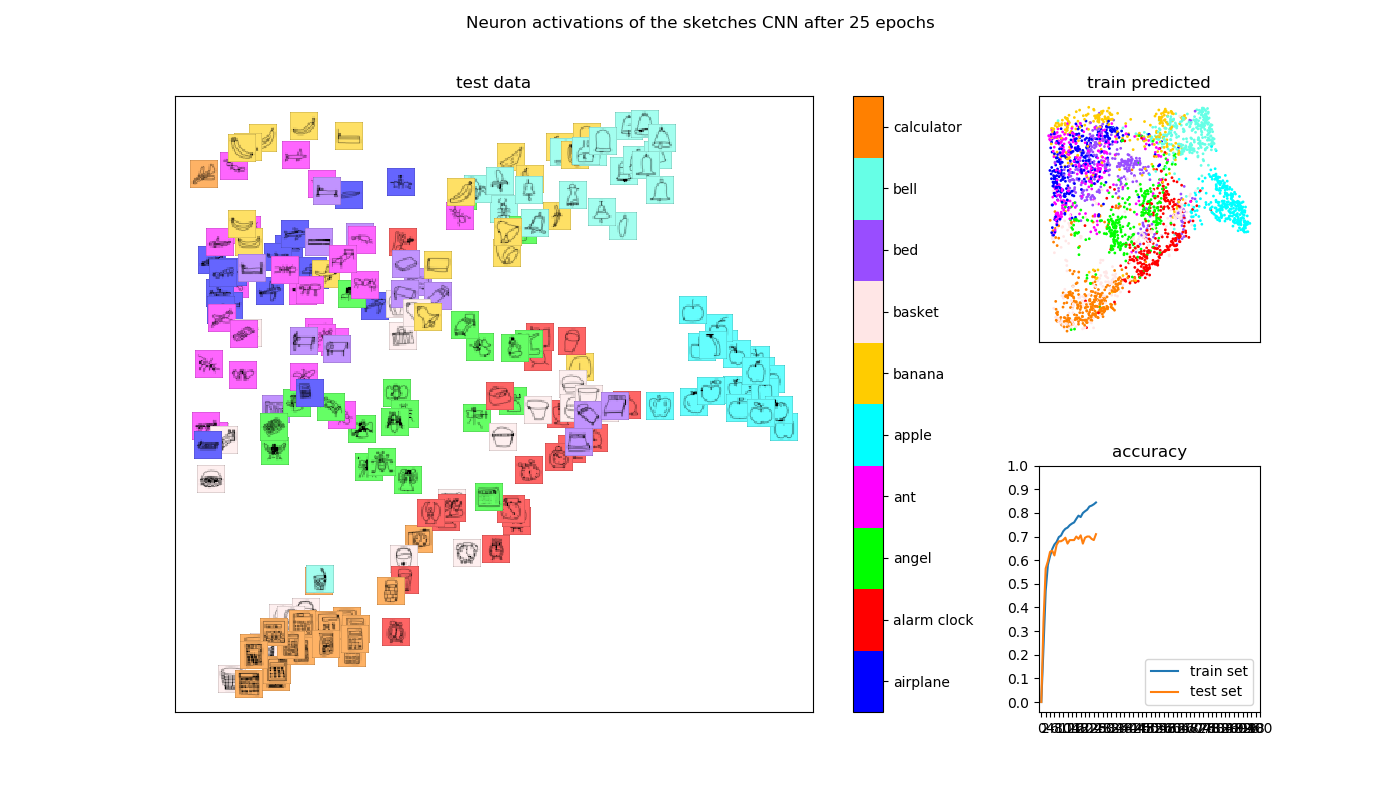 Neuron activations of the sketches CNN after 25 epochs
test data
calculator
bell
bed
basket
banana
apple
ant
angel
alarm clock
airplane
train predicted
accuracy
1.0
0.9
0.8
0.7
0.6
0.5
0.4
0.3
0.2
0.1
0.0
train set
test set